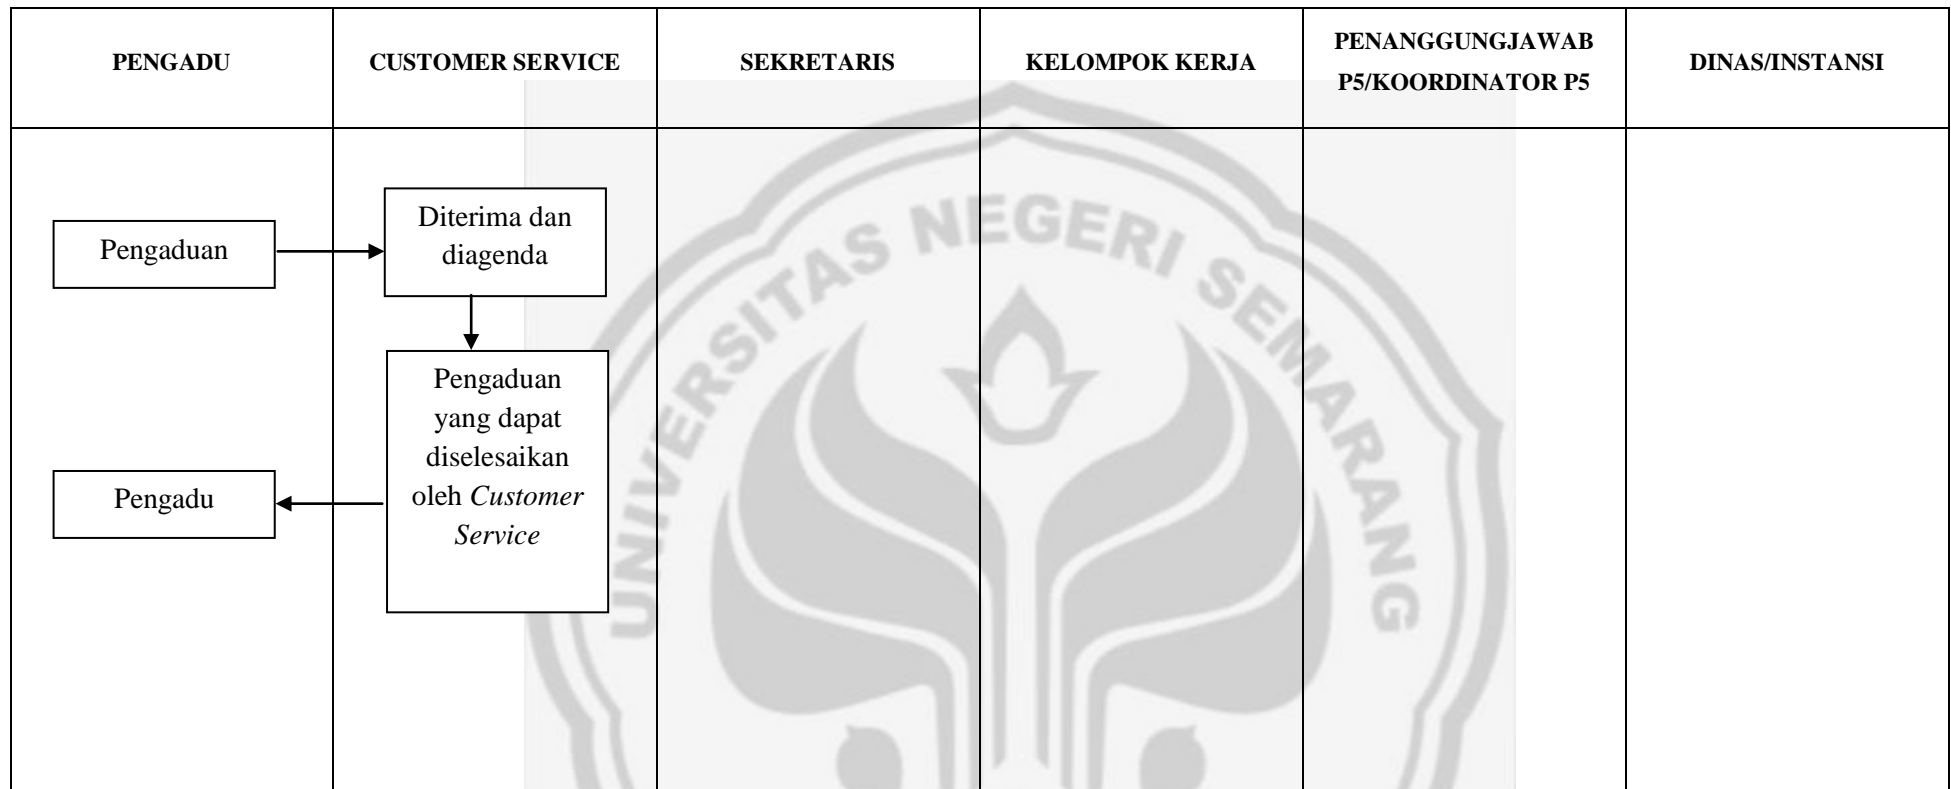 PENGADU
CUSTOMER SERVICE
SEKRETARIS
KELOMPOK KERJA
PENANGGUNGJAWAB
P5/KOORDINATOR P5
DINAS/INSTANSI
Pengaduan
Diterima dan
diagenda
Pengaduan
yang dapat
diselesaikan
oleh Customer
Service
Pengadu
UNIVERSITAS NEGERI SEMARANG